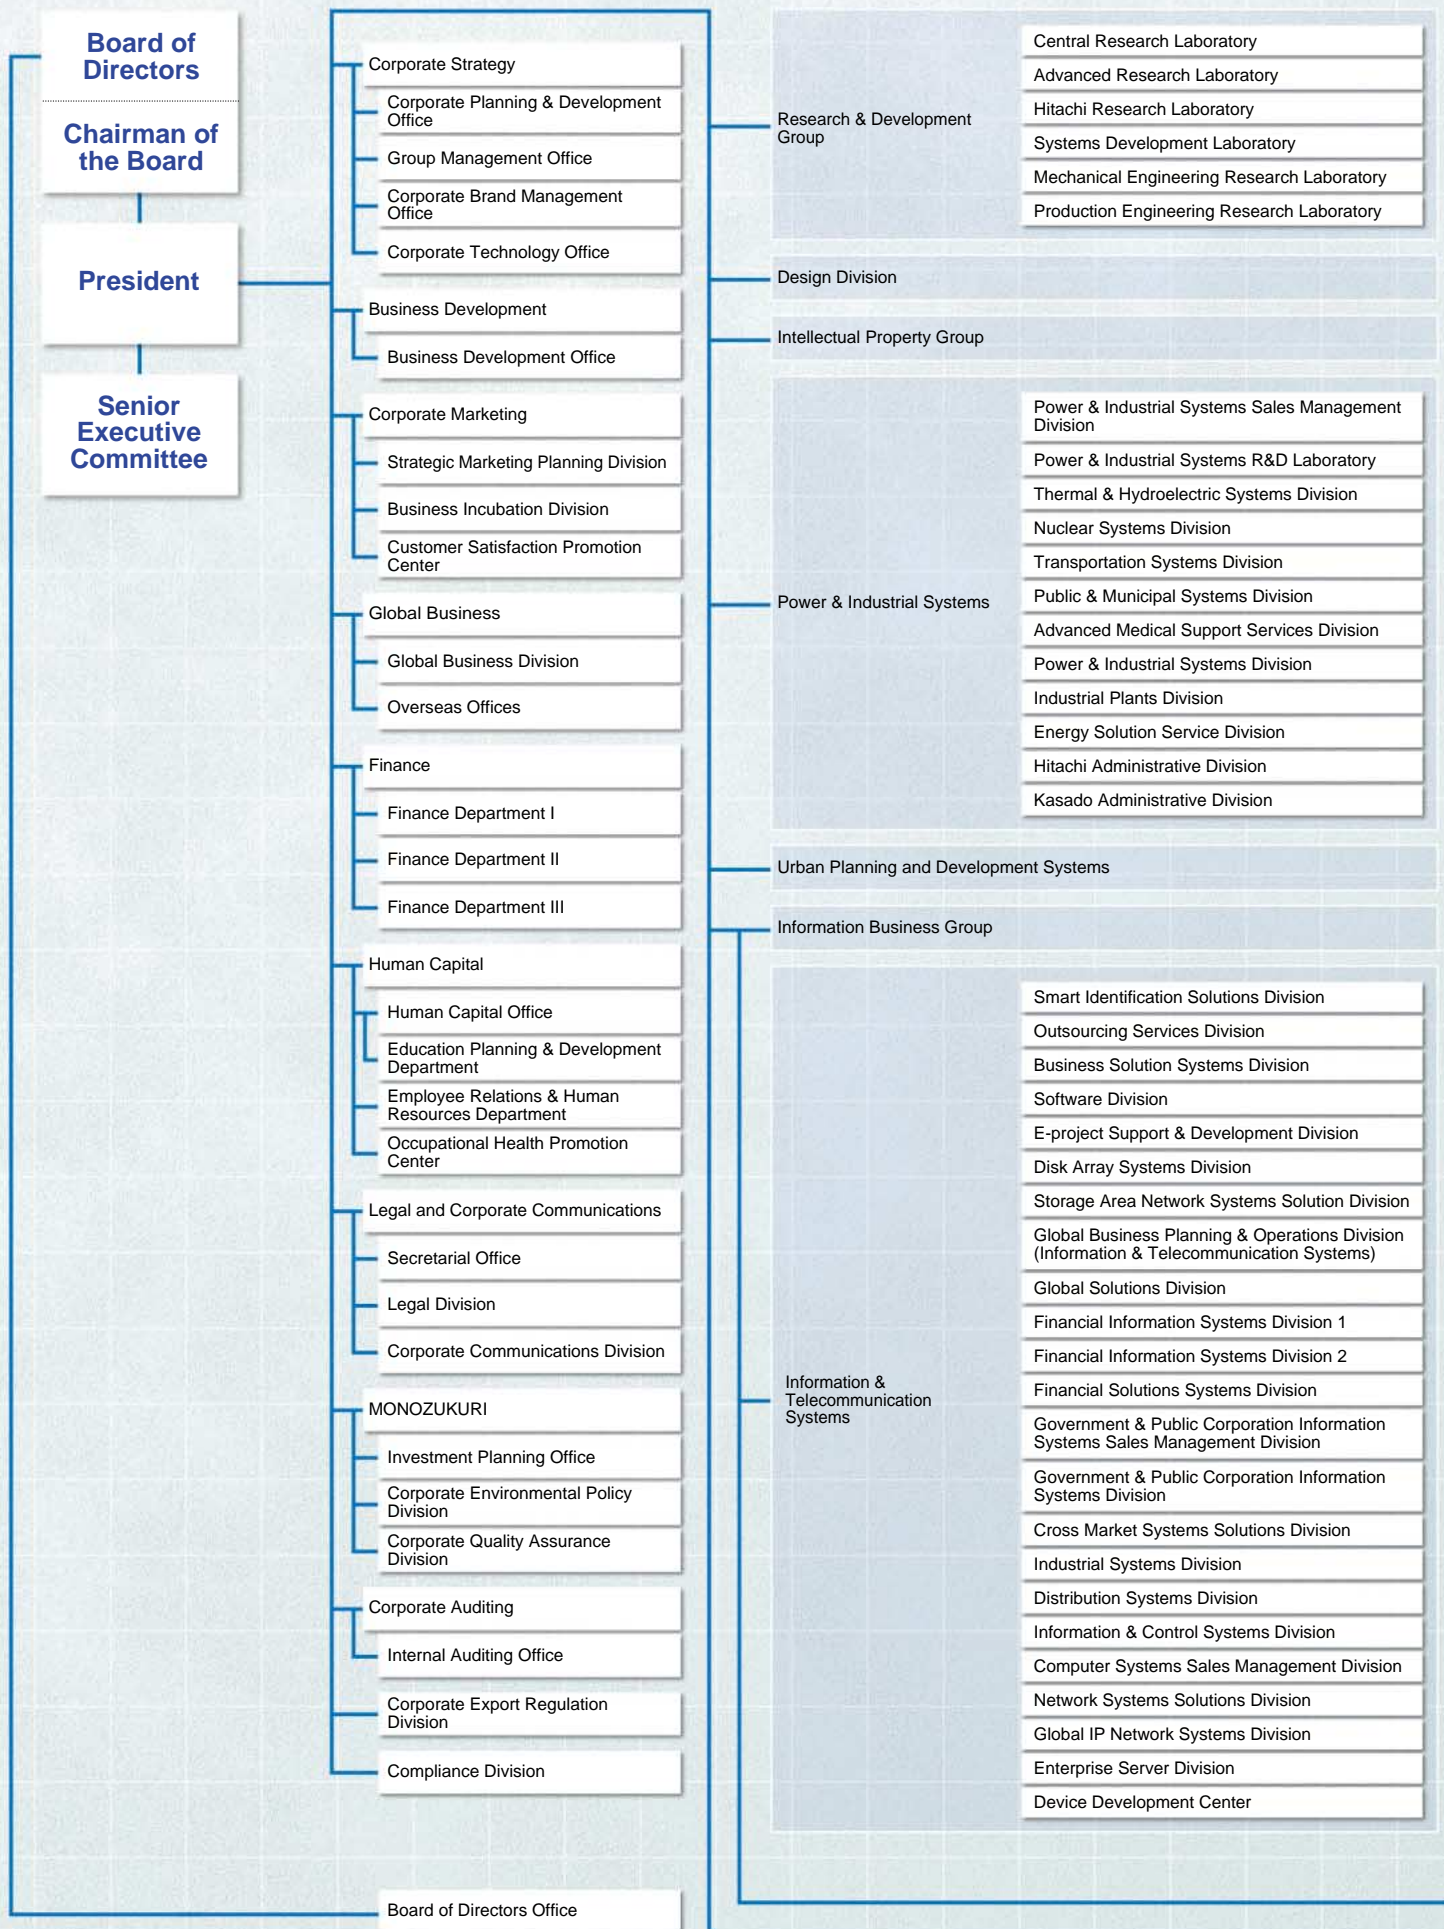 Board of
Directors
Chairman of
the Board
President
Senior
Executive
Committee
Corporate Strategy
Corporate Planning & Development
Office
Group Management Office
Corporate Brand Management
Office
Corporate Technology Office
Business Development
Business Development Office
Corporate Marketing
Strategic Marketing Planning Division
Business Incubation Division
Customer Satisfaction Promotion
Center
Global Business
Global Business Division
Overseas Offices
Finance
Finance Department I
Finance Department II
Finance Department III
Human Capital
Human Capital Office
Education Planning & Development
Department
Employee Relations & Human
Resources Department
Occupational Health Promotion
Center
Legal and Corporate Communications
Secretarial Office
Legal Division
Corporate Communications Division
MONOZUKURI
Investment Planning Office
Corporate Environmental Policy
Division
Corporate Quality Assurance
Division
Corporate Auditing
Internal Auditing Office
Corporate Export Regulation
Division
Compliance Division
Board of Directors Office
Research & Development
Group
Central Research Laboratory
Advanced Research Laboratory
Hitachi Research Laboratory
Systems Development Laboratory
Mechanical Engineering Research Laboratory
Production Engineering Research Laboratory
Design Division
Intellectual Property Group
Power & Industrial Systems
Power & Industrial Systems Sales Management
Division
Power & Industrial Systems R&D Laboratory
Thermal & Hydroelectric Systems Division
Nuclear Systems Division
Transportation Systems Division
Public & Municipal Systems Division
Advanced Medical Support Services Division
Power & Industrial Systems Division
Industrial Plants Division
Energy Solution Service Division
Hitachi Administrative Division
Kasado Administrative Division
Urban Planning and Development Systems
Information Business Group
Information &
Telecommunication
Systems
Smart Identification Solutions Division
Outsourcing Services Division
Business Solution Systems Division
Software Division
E-project Support & Development Division
Disk Array Systems Division
Storage Area Network Systems Solution Division
Global Business Planning & Operations Division
(Information & Telecommunication Systems)
Global Solutions Division
Financial Information Systems Division 1
Financial Information Systems Division 2
Financial Solutions Systems Division
Government & Public Corporation Information
Systems Sales Management Division
Government & Public Corporation Information
Systems Division
Cross Market Systems Solutions Division
Industrial Systems Division
Distribution Systems Division
Information & Control Systems Division
Computer Systems Sales Management Division
Network Systems Solutions Division
Global IP Network Systems Division
Enterprise Server Division
Device Development Center